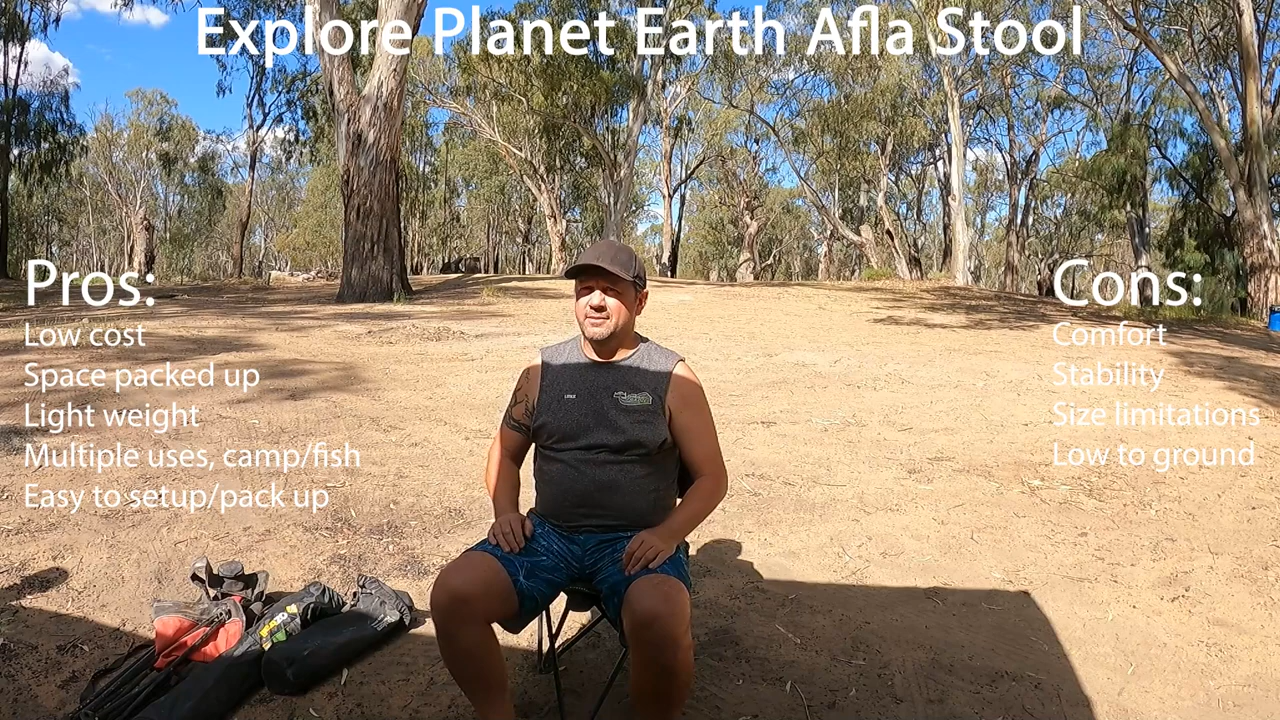 Explore Planet Earth Afla Stool
Pros:
Low cost
Space packed up
Light weight
Multiple uses, camp/fish
Easy to setup/pack up
Cons:
Comfort
Stability
Size limitations
Low to ground